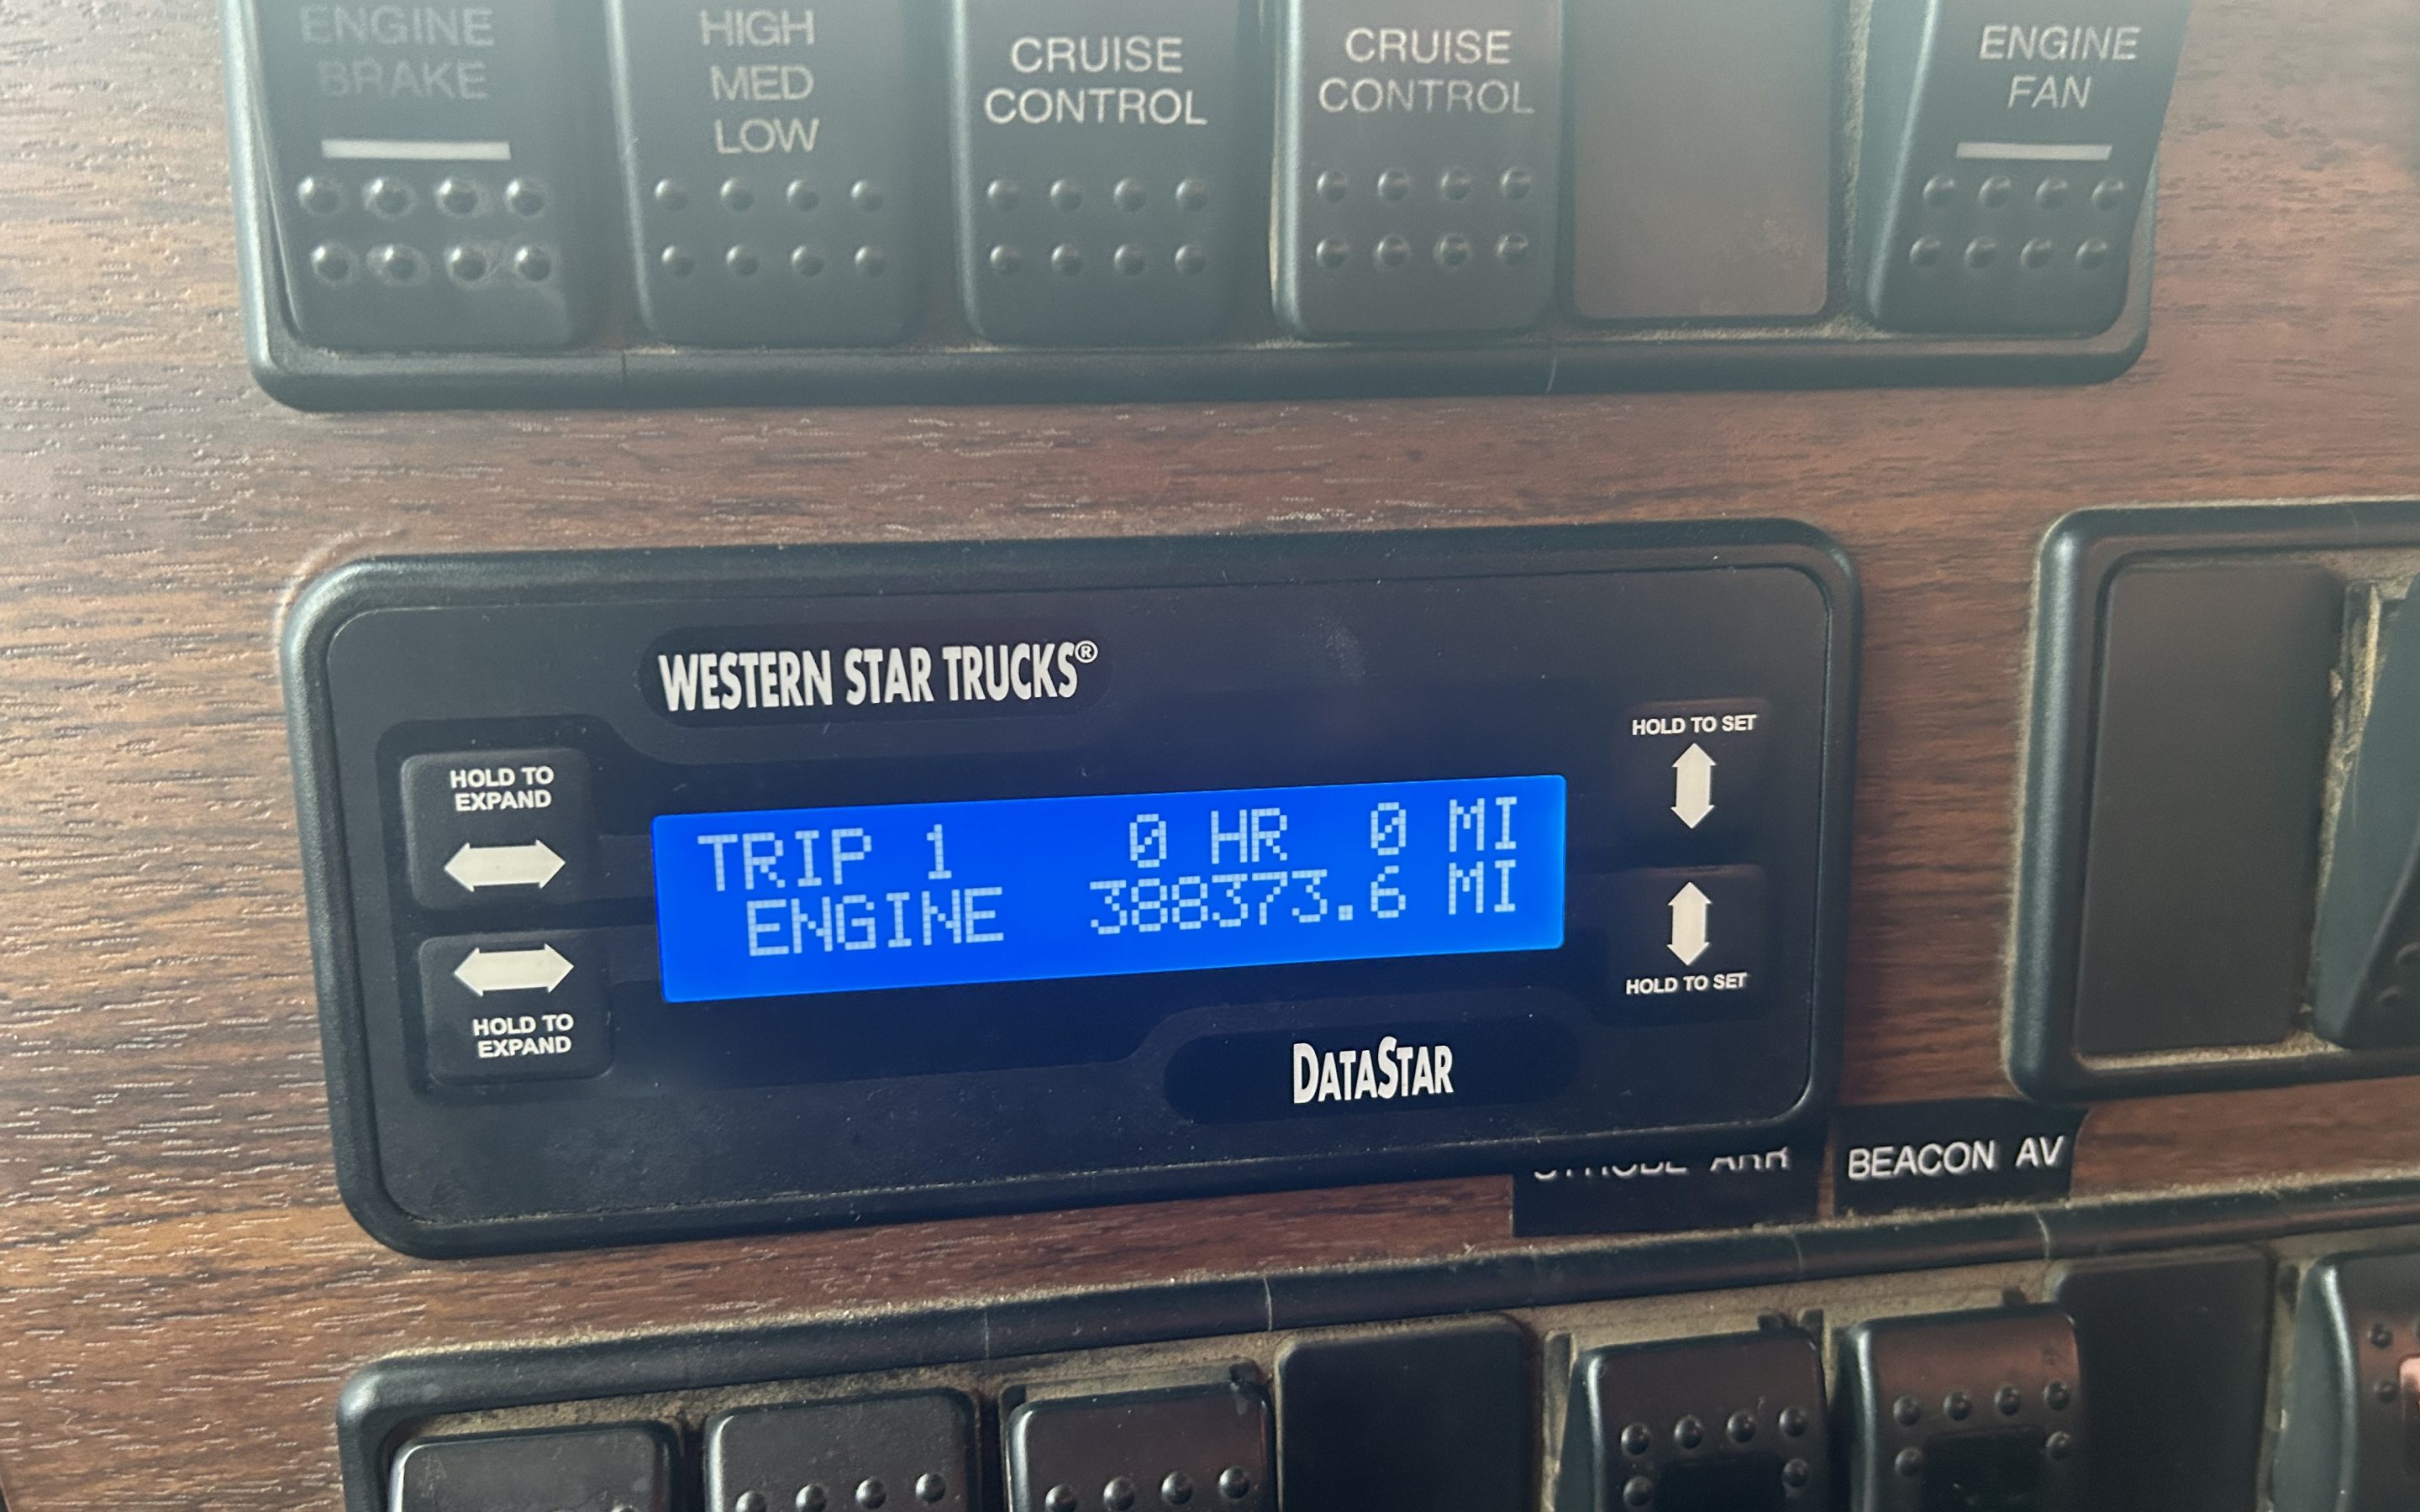 ENGINE
BRAKE
HIGH
MED
LOW
CRUISE
CONTROL
CRUISE
CONTROL
ENGINE
FAN
WESTERN STAR TRUCKS®
HOLD TO
EXPAND
HOLD TO SET
TRIP 1 0 HR 0 MI
ENGINE 388373.6 MI
HOLD TO
EXPAND
HOLD TO SET
DATASTAR
STROBE ARR
BEACON AV